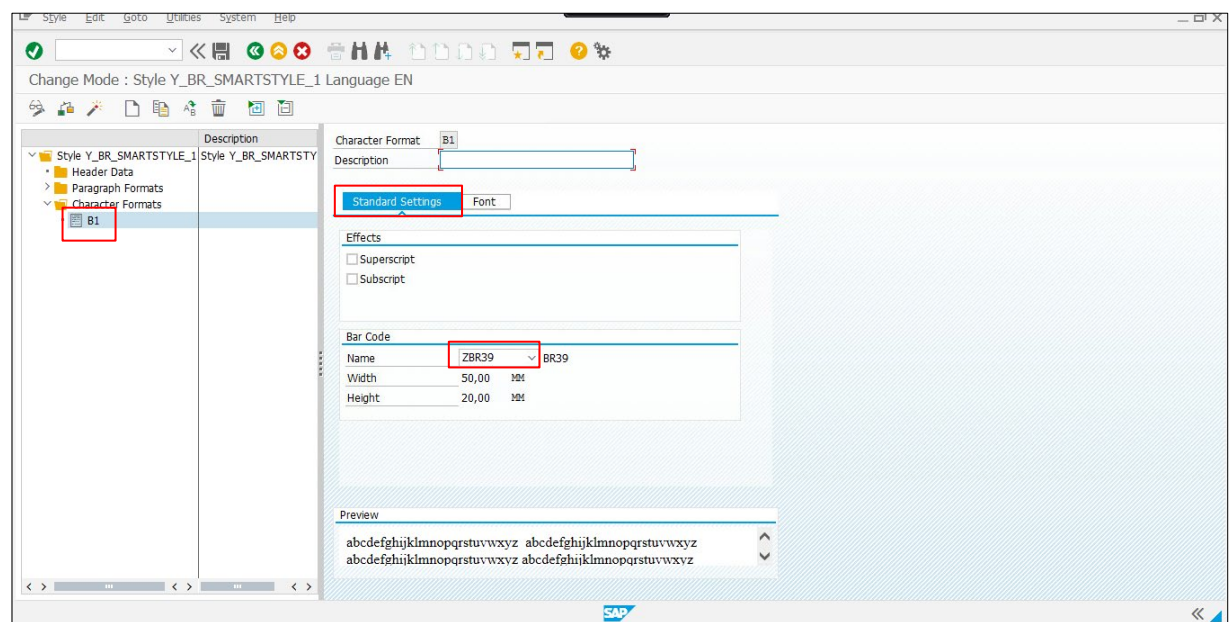 Style Edit Goto Utilities System Help
Change Mode : Style Y_BR_SMARTSTYLE_1 Language EN
Description
Style Y_BR_SMARTSTYLE_1 Style Y_BR_SMARTSTY
Header Data
Paragraph Formats
Character Formats
B1
Character Format B1
Description
Standard Settings Font
Effects
Superscript
Subscript
Bar Code
Name ZBR39 BR39
Width 50,00 MM
Height 20,00 MM
Preview
abcdefghijklmnopqrstuvwxyz abcdefghijklmnopqrstuvwxyz
abcdefghijklmnopqrstuvwxyz abcdefghijklmnopqrstuvwxyz
SAP